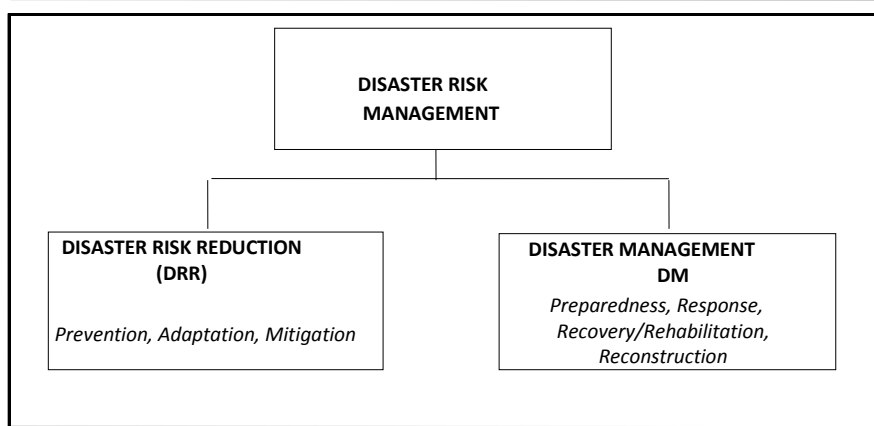 DISASTER RISK
MANAGEMENT
DISASTER RISK REDUCTION
(DRR)
Prevention, Adaptation, Mitigation
DISASTER MANAGEMENT
DM
Preparedness, Response,
Recovery/Rehabilitation,
Reconstruction